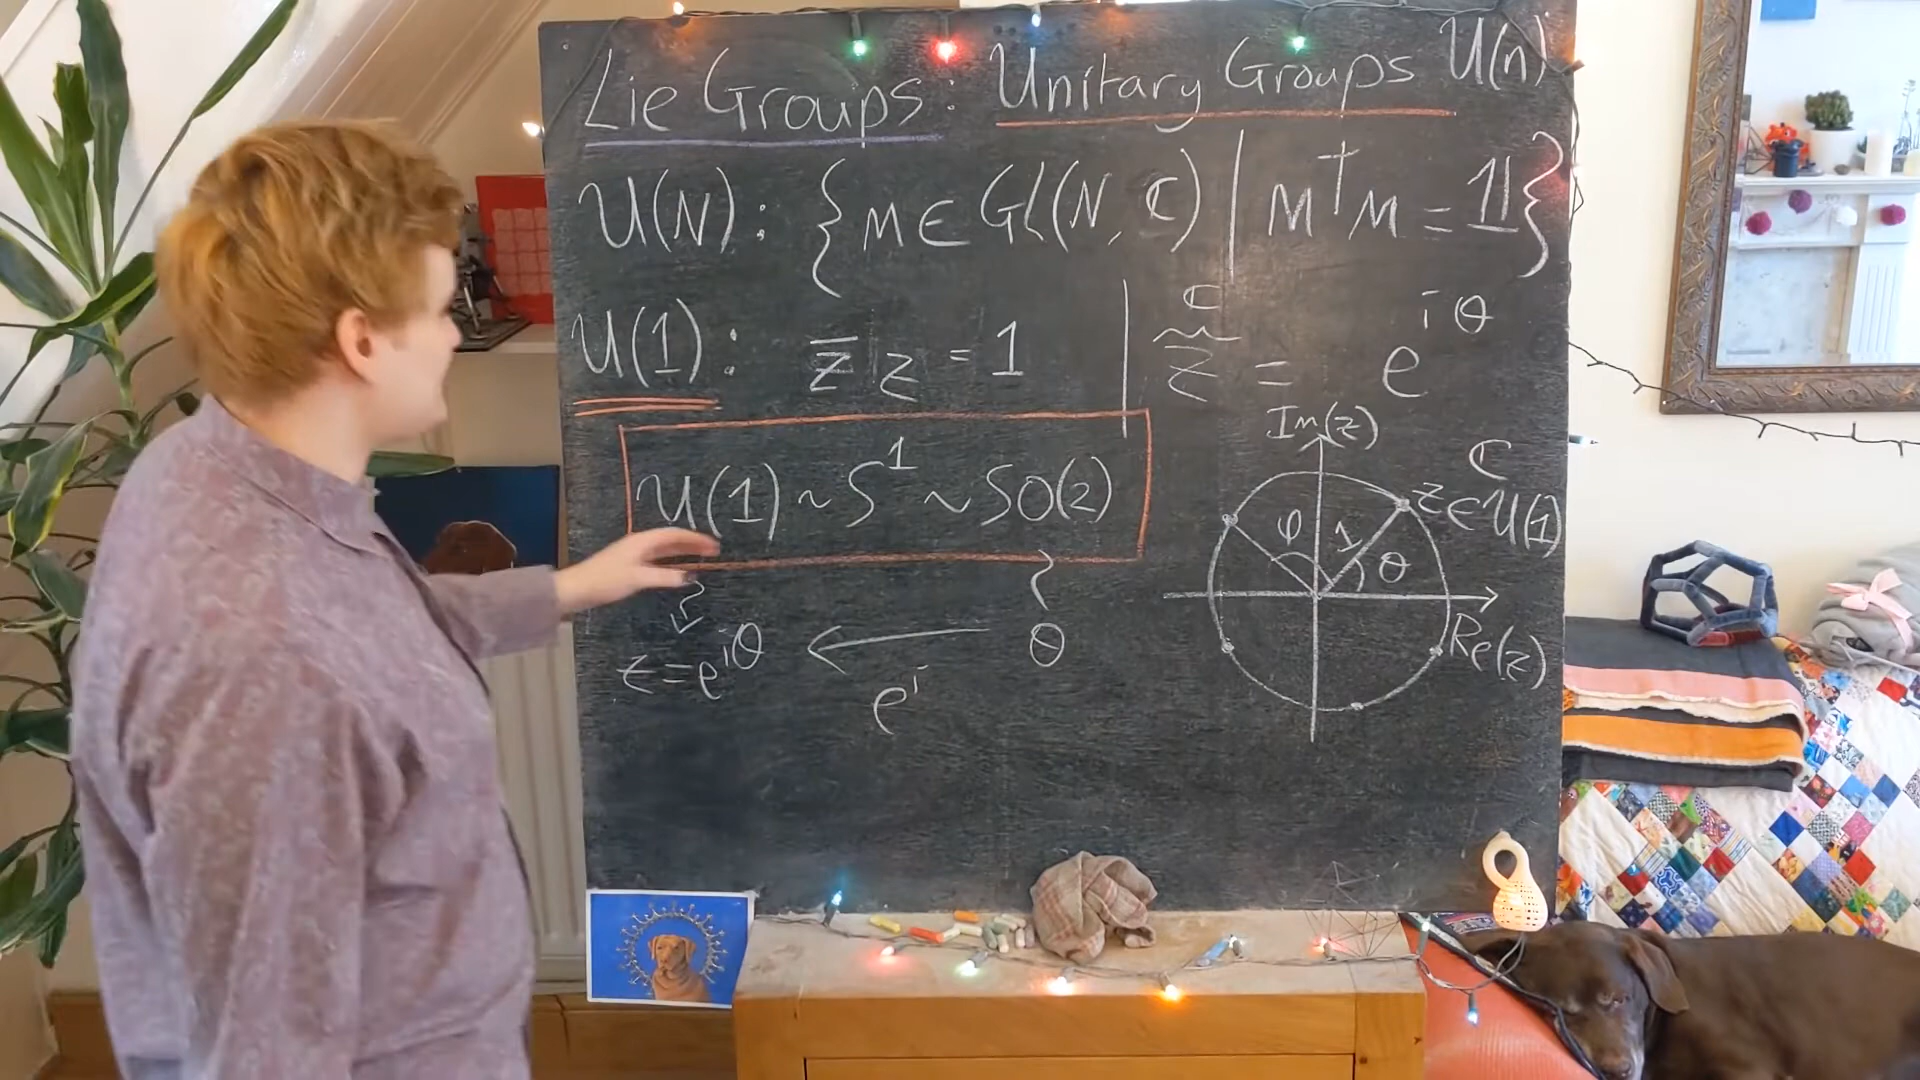 Lie Groups: Unitary Groups U(n)
U(N): {M ∈ GL(N, ℂ) | M†M = 𝟙}
U(1): z̄ z = 1 | z = e^{iθ}
ℂ
U(1) ~ S¹ ~ SO(2)
z = e^{iθ} ← θ
e^i
Im(z)
ℂ
z ∈ U(1)
φ 1 θ
Re(z)